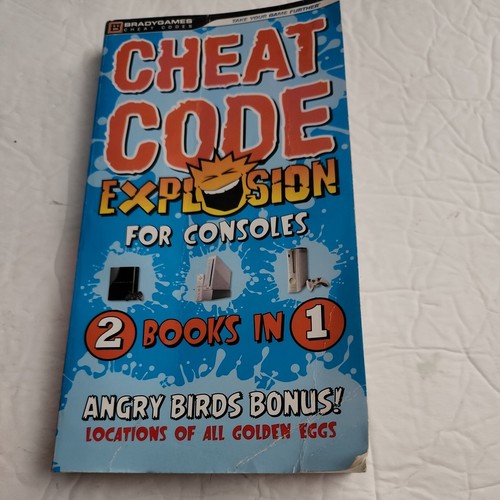 BRADYGAMES
CHEAT CODES
TAKE YOUR GAME FURTHER
CHEAT
CODE
EXPLOSION
FOR CONSOLES
2 BOOKS IN 1
ANGRY BIRDS BONUS!
LOCATIONS OF ALL GOLDEN EGGS